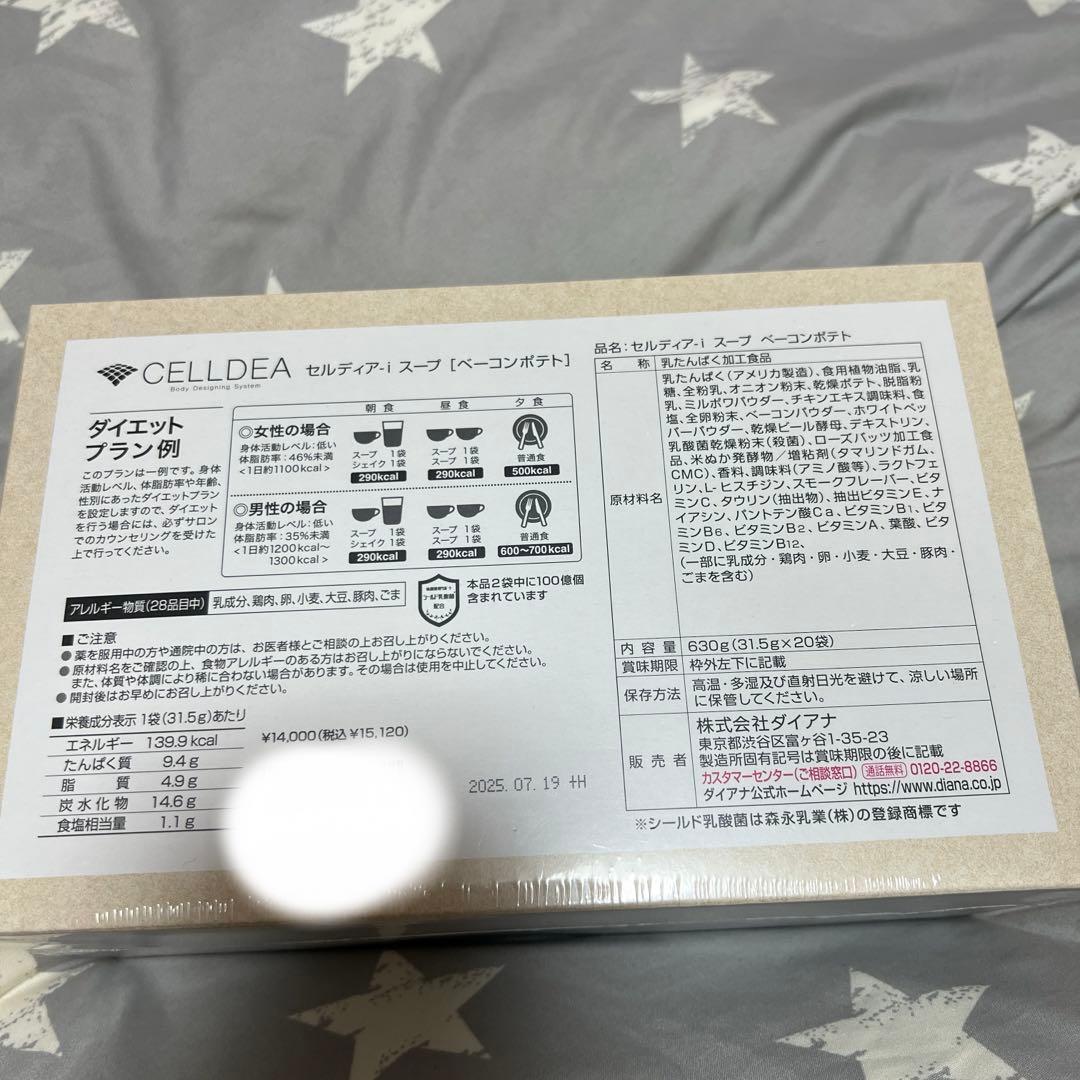 CELLDEA
Body Designing System
セルディア-i スープ [ベーコンポテト]
ダイエット
プラン例
このプランは一例です。身体
活動レベル、体脂肪率や年齢、
性別にあったダイエットプラン
を設定しますので、ダイエット
を行う場合には、必ずサロン
でのカウンセリングを受けた
上で行ってください。
朝食 昼食 夕食
◎女性の場合
身体活動レベル：低い
体脂肪率：46%未満
<1日約1100kcal>
スープ 1袋
シェイク 1袋
290kcal
スープ 1袋
スープ 1袋
290kcal
普通食
500kcal
◎男性の場合
身体活動レベル：低い
体脂肪率：35%未満
<1日約1200kcal～
1300kcal>
スープ 1袋
シェイク 1袋
290kcal
スープ 1袋
スープ 1袋
290kcal
普通食
600～700kcal
アレルギー物質(28品目中) 乳成分、鶏肉、卵、小麦、大豆、豚肉、ごま
シールド乳酸菌
配合
本品2袋中に100億個
含まれています
■ご注意
●薬を服用中の方や通院中の方は、お医者様とご相談の上お召し上がりください。
●原材料名をご確認の上、食物アレルギーのある方はお召し上がりにならないでください。
また、体質や体調により稀に合わない場合があります。その場合は使用を中止してください。
●開封後はお早めにお召し上がりください。
■栄養成分表示 1袋(31.5g)あたり
エネルギー 139.9kcal
たんぱく質 9.4g
脂質 4.9g
炭水化物 14.6g
食塩相当量 1.1g
¥14,000(税込¥15,120)
2025.07.19 +H
品名：セルディア-i スープ ベーコンポテト
名称 乳たんぱく加工食品
原材料名
乳たんぱく(アメリカ製造)、食用植物油脂、乳
糖、全粉乳、オニオン粉末、乾燥ポテト、脱脂粉
乳、ミルポワパウダー、チキンエキス調味料、食
塩、全卵粉末、ベーコンパウダー、ホワイトペッ
パーパウダー、乾燥ビール酵母、デキストリン、
乳酸菌乾燥粉末(殺菌)、ローズバッツ加工食
品、米ぬか発酵物／増粘剤(タマリンドガム、
CMC)、香料、調味料(アミノ酸等)、ラクトフェ
リン、L-ヒスチジン、スモークフレーバー、ビタ
ミンC、タウリン(抽出物)、抽出ビタミンE、ナ
イアシン、パントテン酸Ca、ビタミンB1、ビタ
ミンB6、ビタミンB2、ビタミンA、葉酸、ビタ
ミンD、ビタミンB12、
(一部に乳成分・鶏肉・卵・小麦・大豆・豚肉・
ごまを含む)
内容量 630g(31.5g×20袋)
賞味期限 枠外左下に記載
保存方法 高温・多湿及び直射日光を避けて、涼しい場所
に保管してください。
販売者
株式会社ダイアナ
東京都渋谷区富ヶ谷1-35-23
製造所固有記号は賞味期限の後に記載
カスタマーセンター(ご相談窓口) 通話無料 0120-22-8866
ダイアナ公式ホームページ https://www.diana.co.jp
※シールド乳酸菌は森永乳業(株)の登録商標です